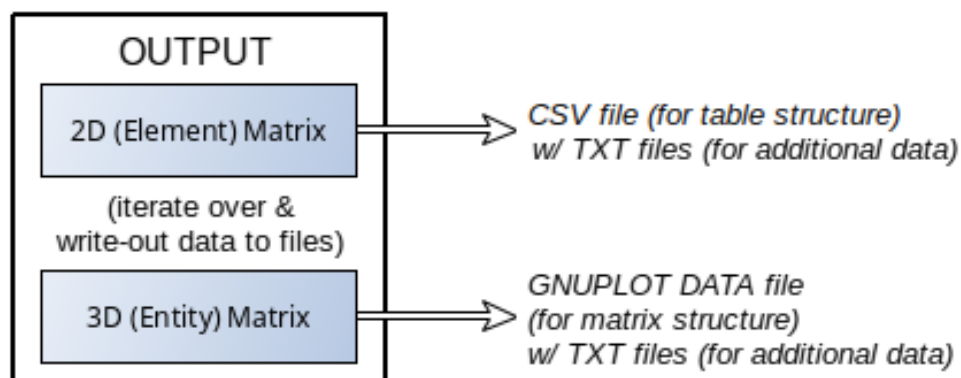 OUTPUT
2D (Element) Matrix
CSV file (for table structure)
w/ TXT files (for additional data)
(iterate over &
write-out data to files)
3D (Entity) Matrix
GNUPLOT DATA file
(for matrix structure)
w/ TXT files (for additional data)